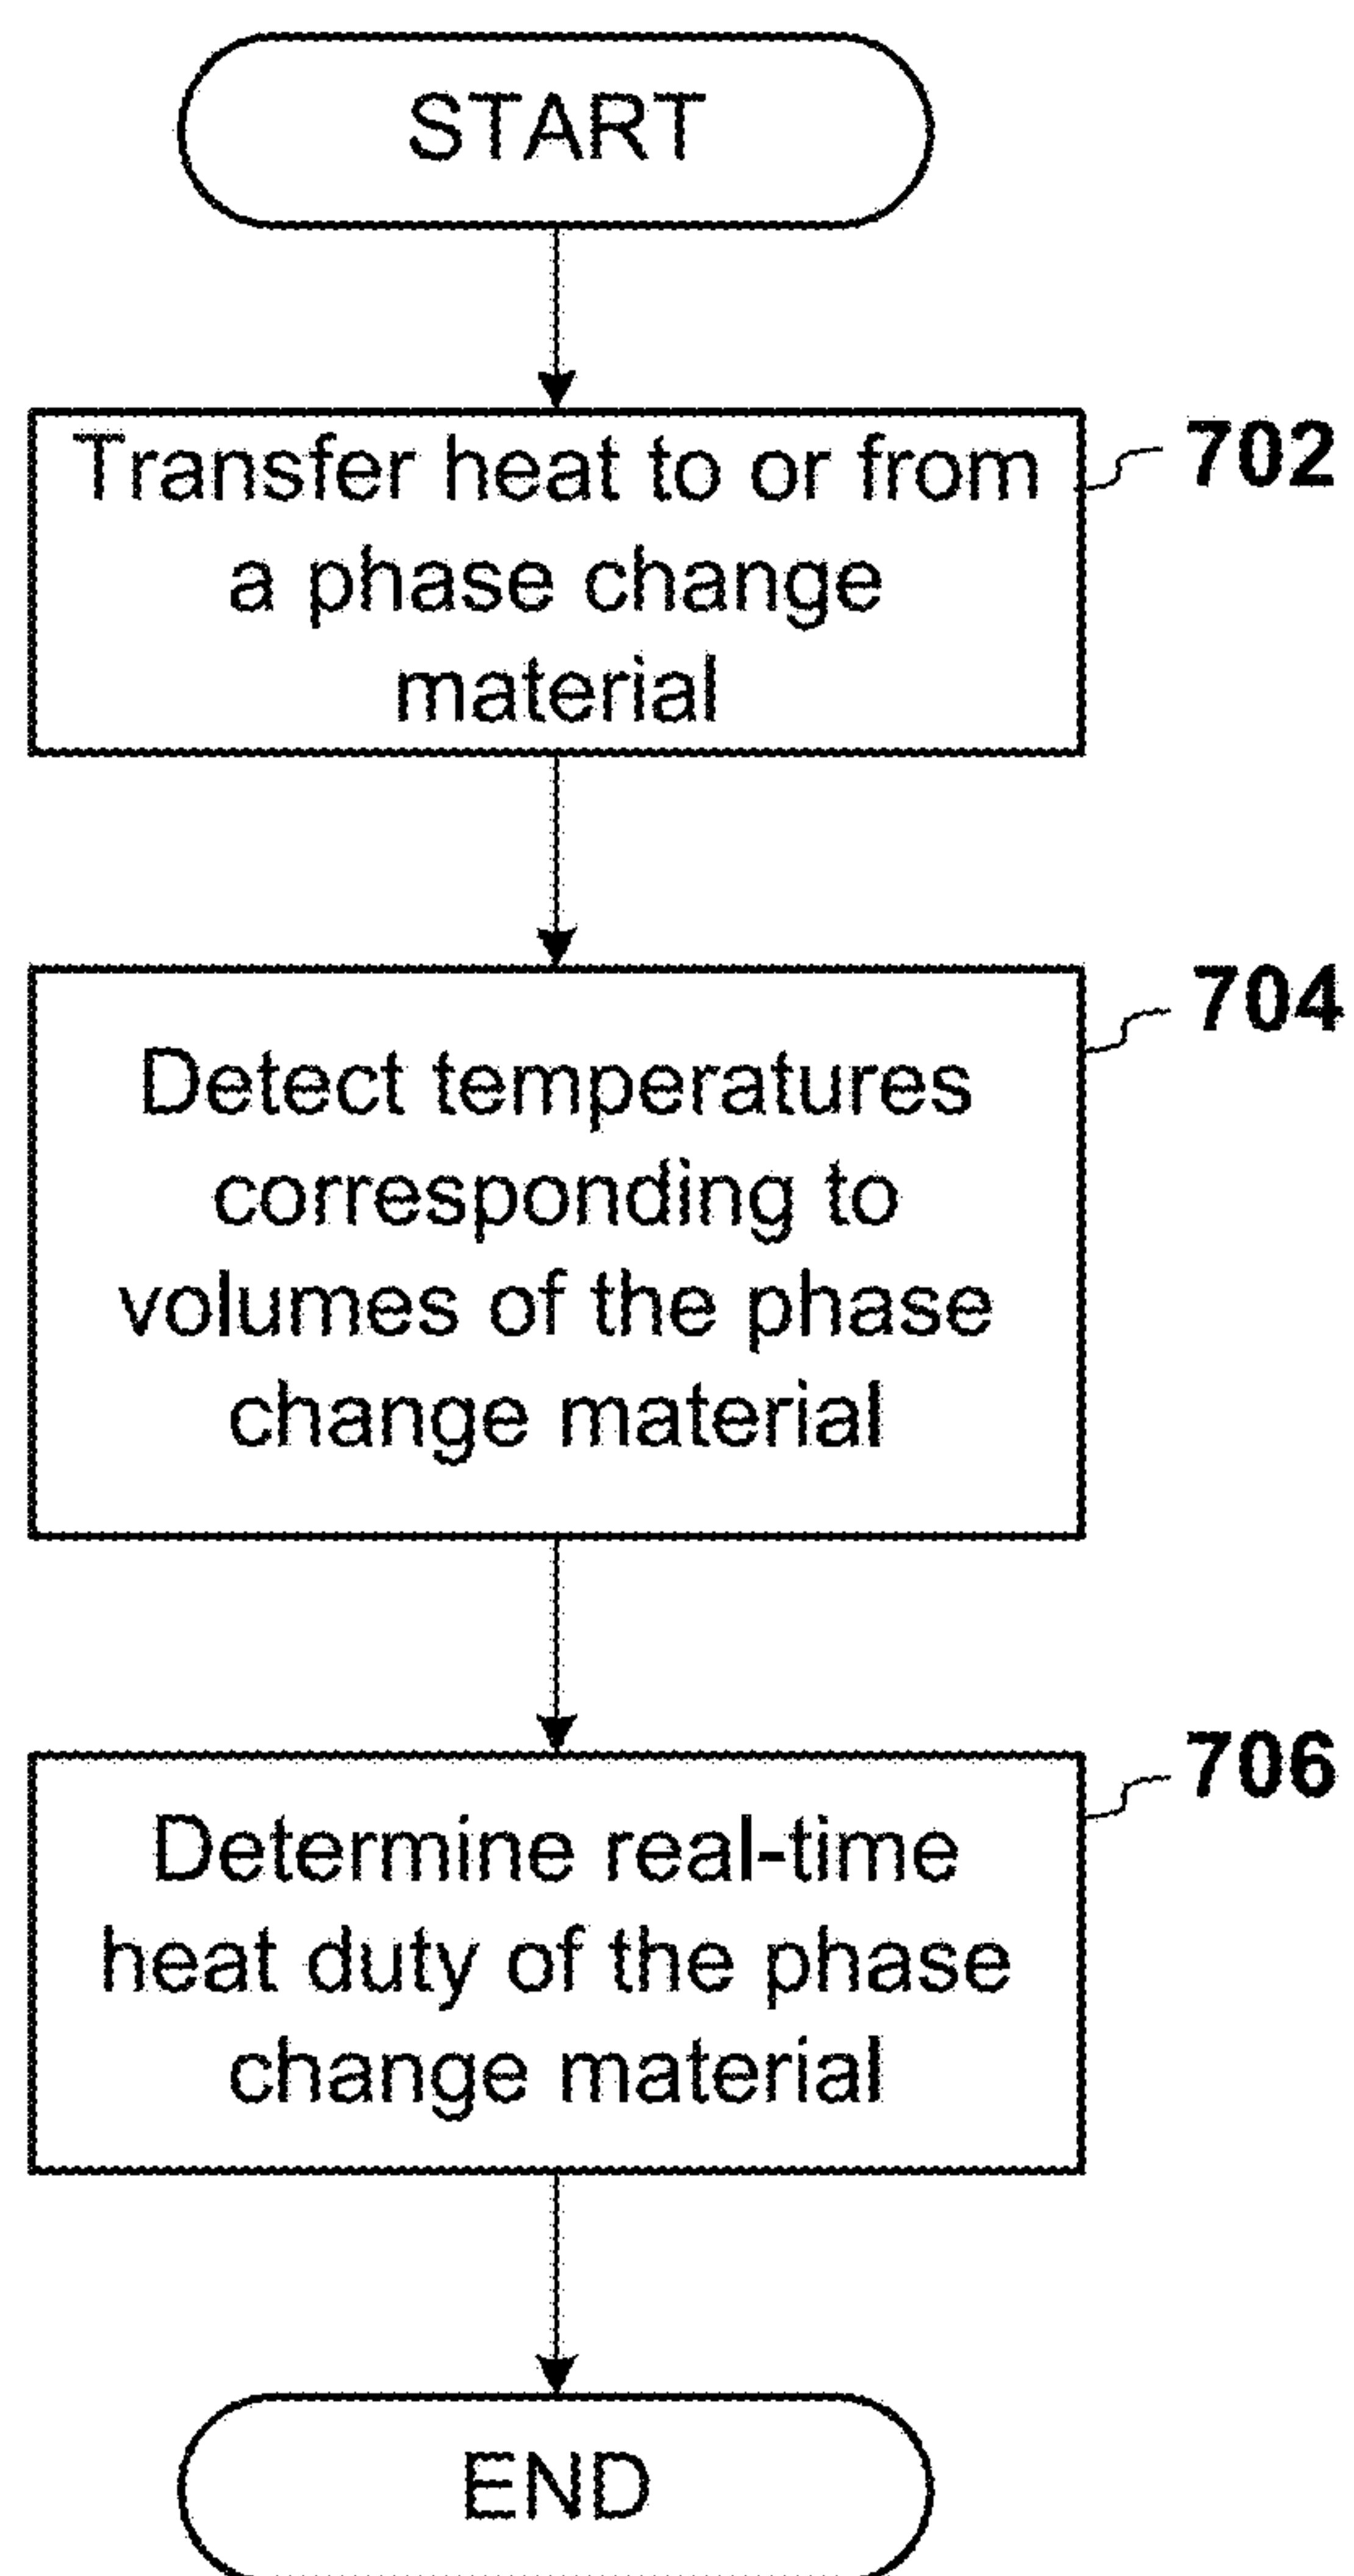 START
Transfer heat to or from
702
a phase change
material
704
Detect temperatures
corresponding to
volumes of the phase
change material
706
Determine real-time
heat duty of the phase
change material
END